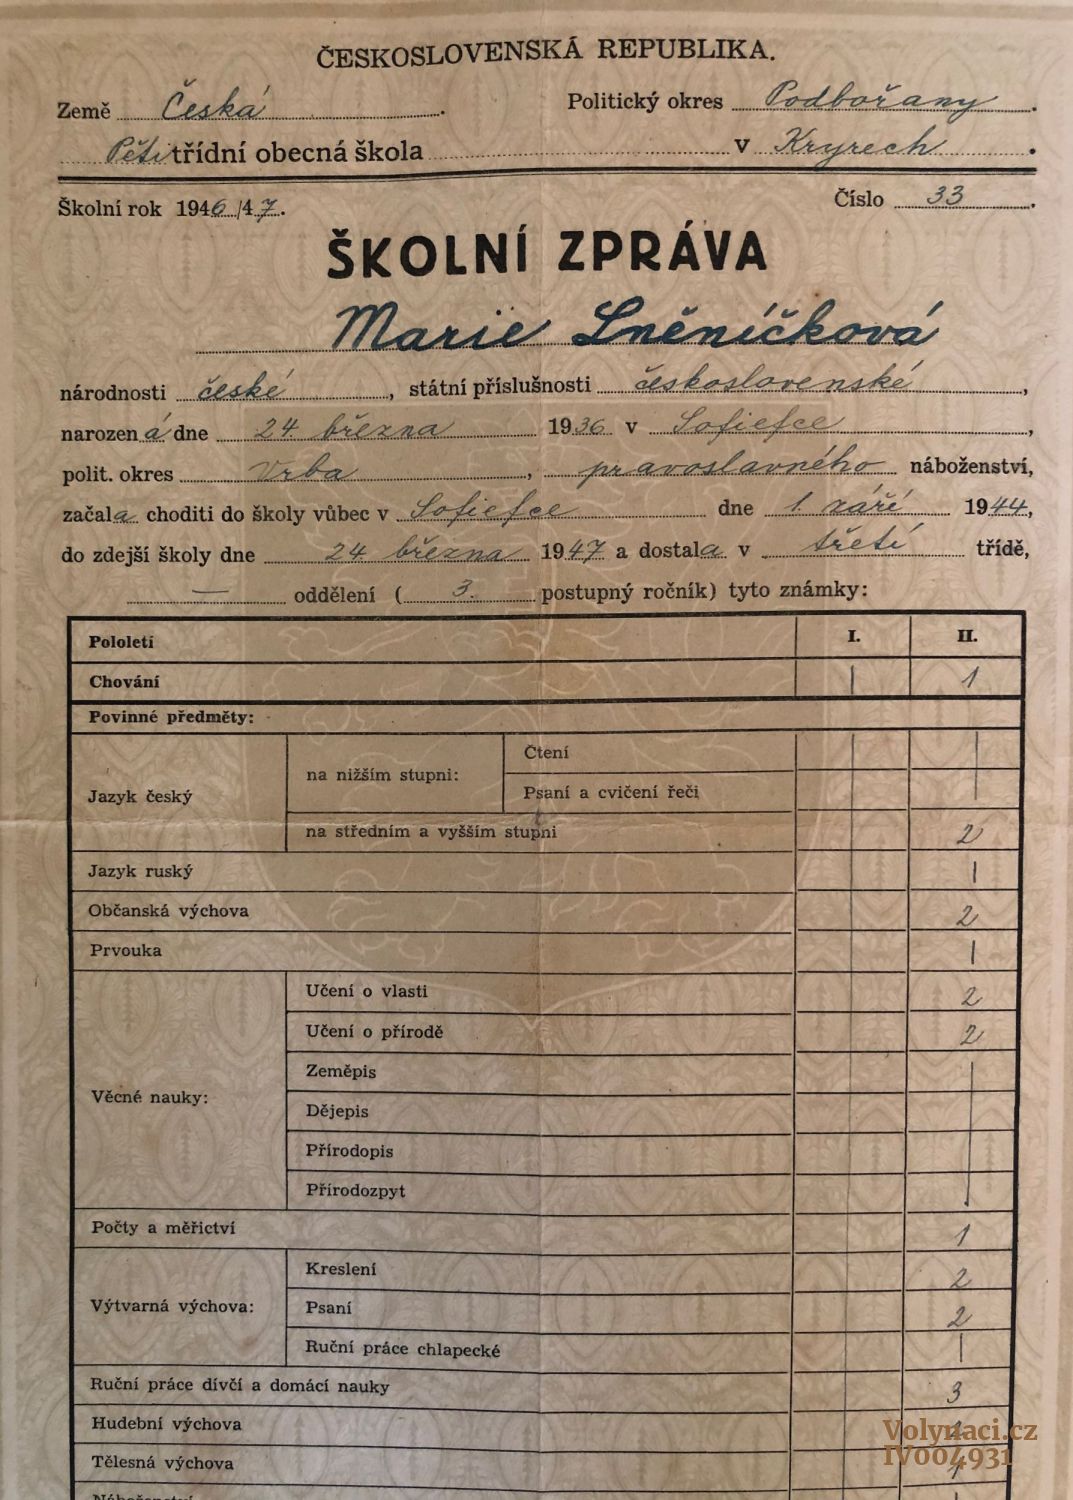 ČESKOSLOVENSKÁ REPUBLIKA.
Země Česká. Politický okres Podbořany.
Pětitřídní obecná škola v Kryrech.
Školní rok 1946/47. Číslo 33.
ŠKOLNÍ ZPRÁVA
Marie Lněníčková
národnosti české, státní příslušnosti československé,
narozená dne 24. března 1936 v Sofiefce,
polit. okres Vrba, pravoslavného náboženství,
začala choditi do školy vůbec v Sofiefce dne 1. září 1944,
do zdejší školy dne 24. března 1947 a dostala v třetí třídě,
— oddělení (3. postupný ročník) tyto známky:
Pololetí I. II.
Chování 1
Povinné předměty:
Jazyk český na nižším stupni: Čtení
Psaní a cvičení řeči
na středním a vyšším stupni 2
Jazyk ruský
Občanská výchova 2
Prvouka
Věcné nauky: Učení o vlasti 2
Učení o přírodě 2
Zeměpis
Dějepis
Přírodopis
Přírodozpyt
Počty a měřictví 1
Výtvarná výchova: Kreslení 2
Psaní 2
Ruční práce chlapecké
Ruční práce dívčí a domácí nauky 3
Hudební výchova
Tělesná výchova
Volynaci.cz
IV004931